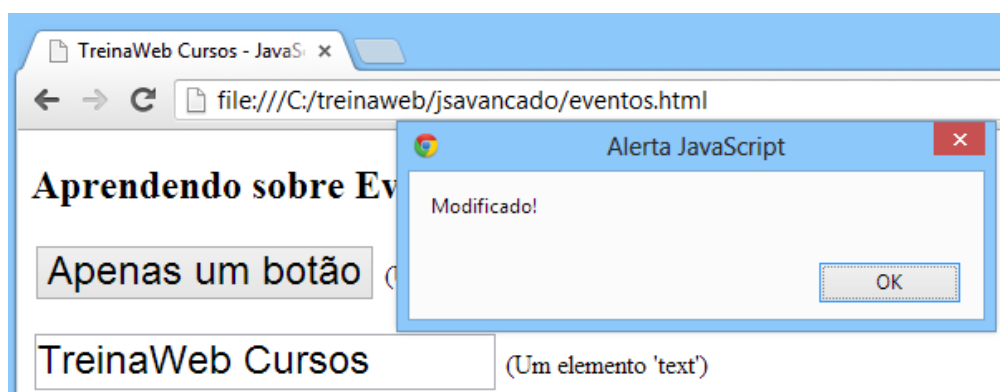 TreinaWeb Cursos - JavaS
file:///C:/treinaweb/jsavancado/eventos.html
Alerta JavaScript
Aprendendo sobre Ev
Modificado!
Apenas um botão (
OK
TreinaWeb Cursos (Um elemento 'text')